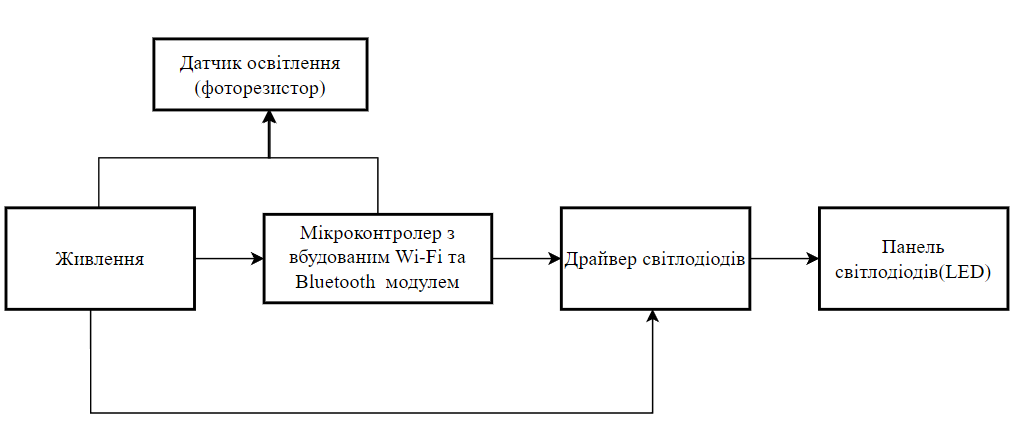 Датчик освітлення
(фоторезистор)
Живлення
Мікроконтролер з
вбудованим Wi-Fi та
Bluetooth модулем
Драйвер світлодіодів
Панель
світлодіодів(LED)